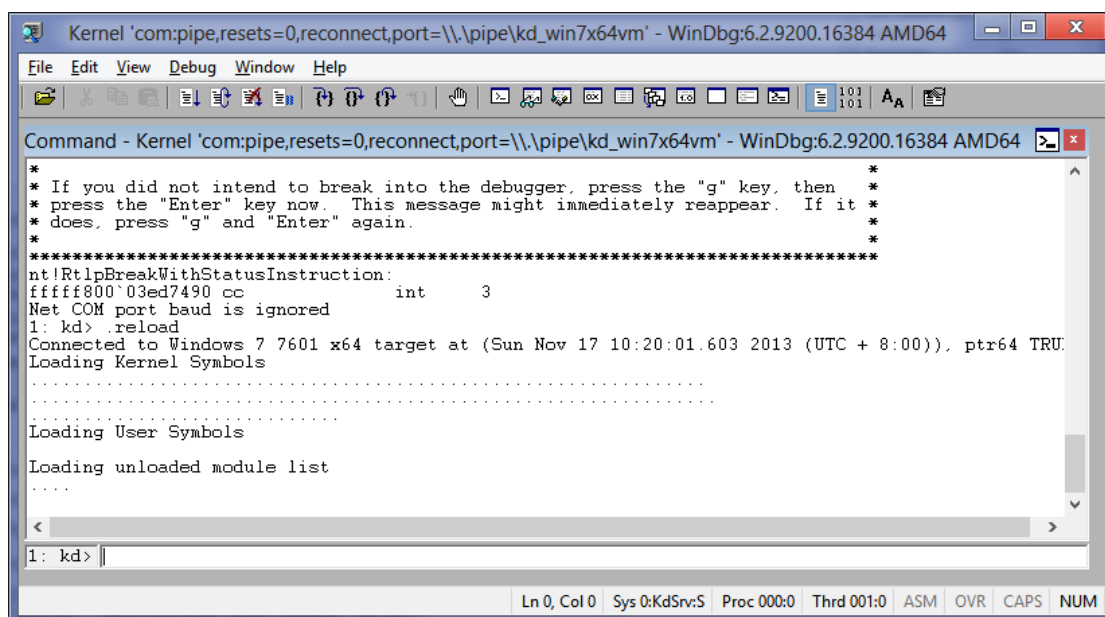 Kernel 'com:pipe,resets=0,reconnect,port=\\.\pipe\kd_win7x64vm' - WinDbg:6.2.9200.16384 AMD64
File Edit View Debug Window Help
Command - Kernel 'com:pipe,resets=0,reconnect,port=\\.\pipe\kd_win7x64vm' - WinDbg:6.2.9200.16384 AMD64
* *
* If you did not intend to break into the debugger, press the "g" key, then *
* press the "Enter" key now. This message might immediately reappear. If it *
* does, press "g" and "Enter" again. *
* *
*******************************************************************************
nt!RtlpBreakWithStatusInstruction:
fffff800`03ed7490 cc int 3
Net COM port baud is ignored
1: kd> .reload
Connected to Windows 7 7601 x64 target at (Sun Nov 17 10:20:01.603 2013 (UTC + 8:00)), ptr64 TRU
Loading Kernel Symbols
...............................................................
................................................................
.............................
Loading User Symbols
Loading unloaded module list
....
1: kd>
Ln 0, Col 0 Sys 0:KdSrv:S Proc 000:0 Thrd 001:0 ASM OVR CAPS NUM